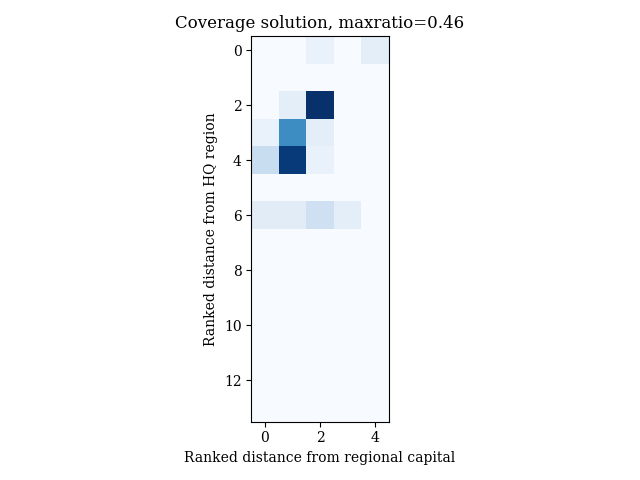 Coverage solution, maxratio=0.46
Ranked distance from HQ region
0
2
4
6
8
10
12
0 2 4
Ranked distance from regional capital